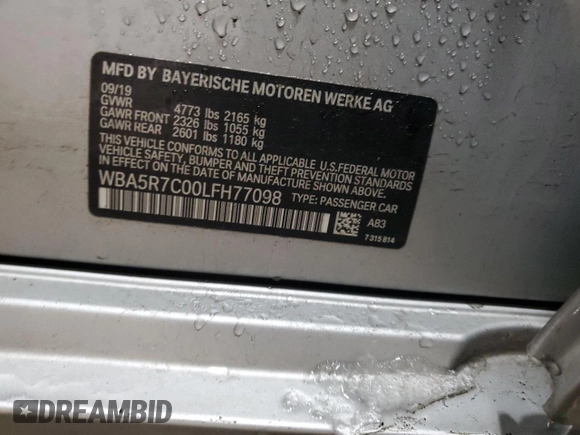 MFD BY BAYERISCHE MOTOREN WERKE AG
09/19
GVWR 4773 lbs 2165 kg
GAWR FRONT 2326 lbs 1055 kg
GAWR REAR 2601 lbs 1180 kg
THIS VEHICLE CONFORMS TO ALL APPLICABLE U.S.FEDERAL MOTOR
VEHICLE SAFETY, BUMPER, AND THEFT PREVENTION STANDARDS
IN EFFECT ON THE DATE OF MANUFACTURE SHOWN ABOVE.
WBA5R7C00LFH77098 TYPE: PASSENGER CAR
A83
7315814
DREAMBID